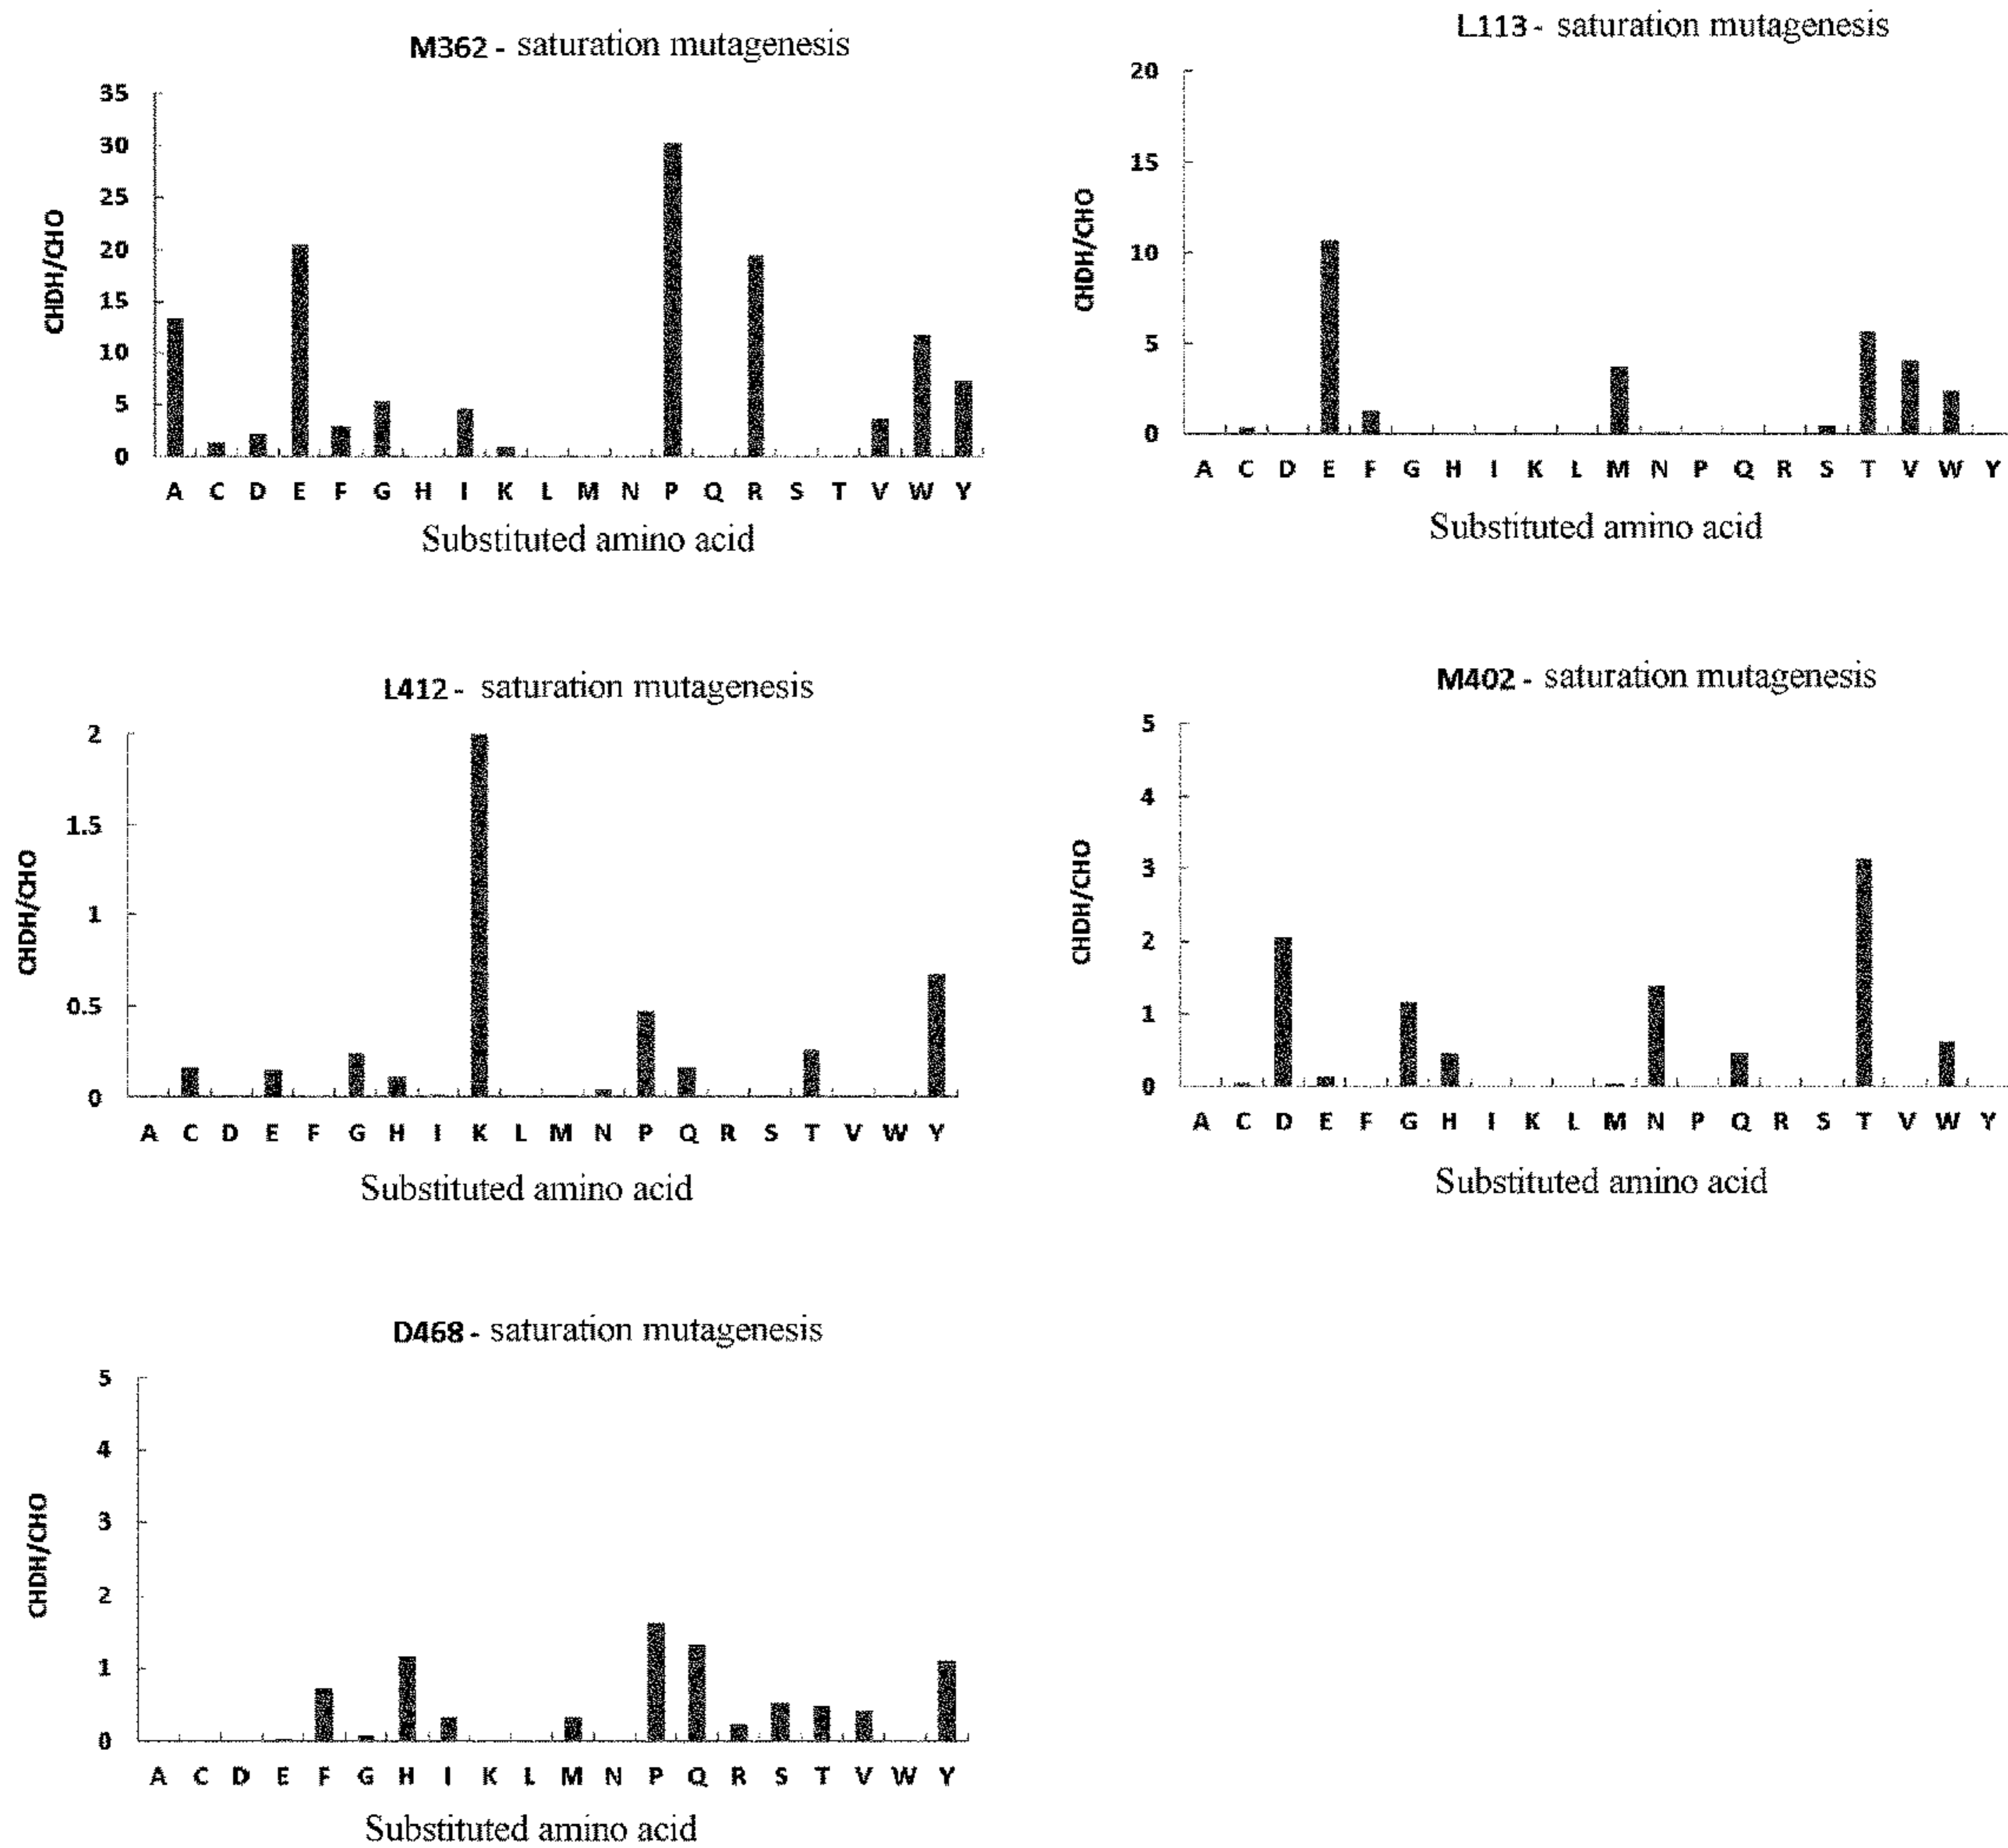 M362 - saturation mutagenesis
35
30
25
20
15
10
5
0
CHDH/CHO
A C D E F G H I K L M N P Q R S T V W Y
Substituted amino acid
L113 - saturation mutagenesis
20
15
10
5
0
CHDH/CHO
A C D E F G H I K L M N P Q R S T V W Y
Substituted amino acid
L412 - saturation mutagenesis
2
1.5
1
0.5
0
CHDH/CHO
A C D E F G H I K L M N P Q R S T V W Y
Substituted amino acid
M402 - saturation mutagenesis
5
4
3
2
1
0
CHDH/CHO
A C D E F G H I K L M N P Q R S T V W Y
Substituted amino acid
D468 - saturation mutagenesis
5
4
3
2
1
0
CHDH/CHO
A C D E F G H I K L M N P Q R S T V W Y
Substituted amino acid